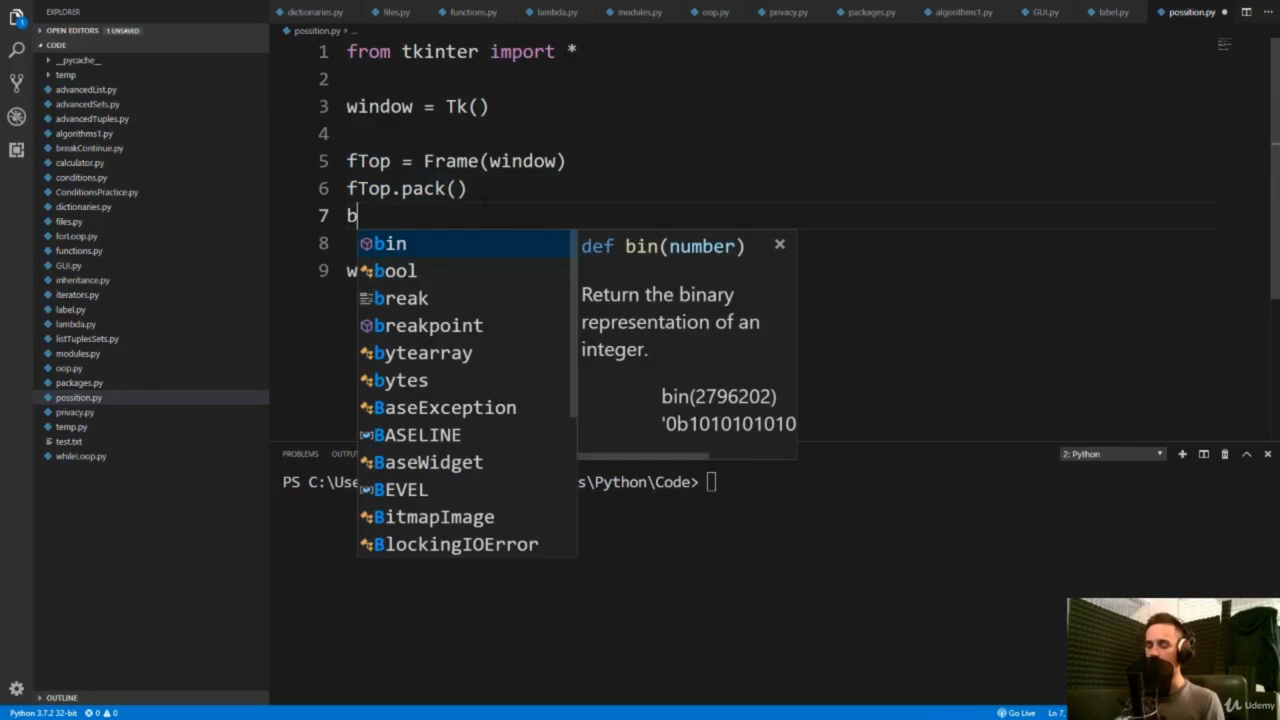 EXPLORER
OPEN EDITORS 1 UNSAVED
CODE
__pycache__
temp
advancedList.py
advancedSets.py
advancedTuples.py
algorithms1.py
breakContinue.py
calculator.py
conditions.py
ConditionsPractice.py
dictionaries.py
files.py
forLoop.py
functions.py
GUI.py
inheritance.py
iterators.py
label.py
lambda.py
listTuplesSets.py
modules.py
oop.py
packages.py
possition.py
privacy.py
temp.py
test.txt
whileLoop.py
OUTLINE
dictionaries.py files.py functions.py lambda.py modules.py oop.py privacy.py packages.py algorithms1.py GUI.py label.py possition.py
possition.py ...
1 from tkinter import *
2
3 window = Tk()
4
5 fTop = Frame(window)
6 fTop.pack()
7 b
8
9 w
bin
bool
break
breakpoint
bytearray
bytes
BaseException
BASELINE
BaseWidget
BEVEL
BitmapImage
BlockingIOError
def bin(number)
Return the binary
representation of an
integer.
bin(2796202)
'0b1010101010
PROBLEMS OUTPU 2: Python
PS C:\Use s\Python\Code>
Udemy
Python 3.7.2 32-bit 0 0 Go Live Ln 7,